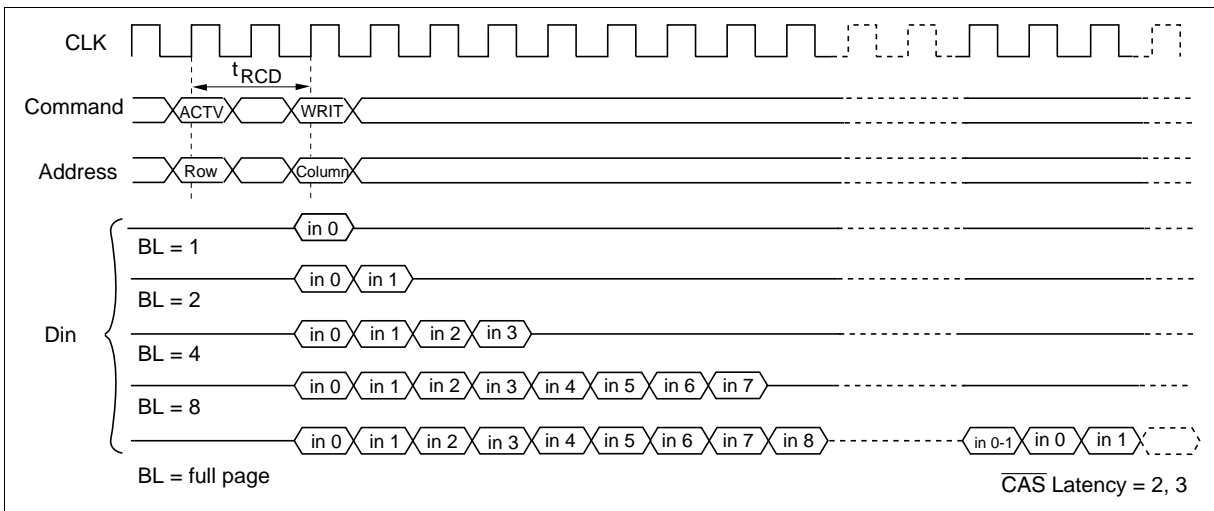 CLK
tRCD
Command ACTV WRIT
Address Row Column
in 0
BL = 1
in 0 in 1
BL = 2
Din
in 0 in 1 in 2 in 3
BL = 4
in 0 in 1 in 2 in 3 in 4 in 5 in 6 in 7
BL = 8
in 0 in 1 in 2 in 3 in 4 in 5 in 6 in 7 in 8 in 0-1 in 0 in 1
BL = full page
CAS Latency = 2, 3